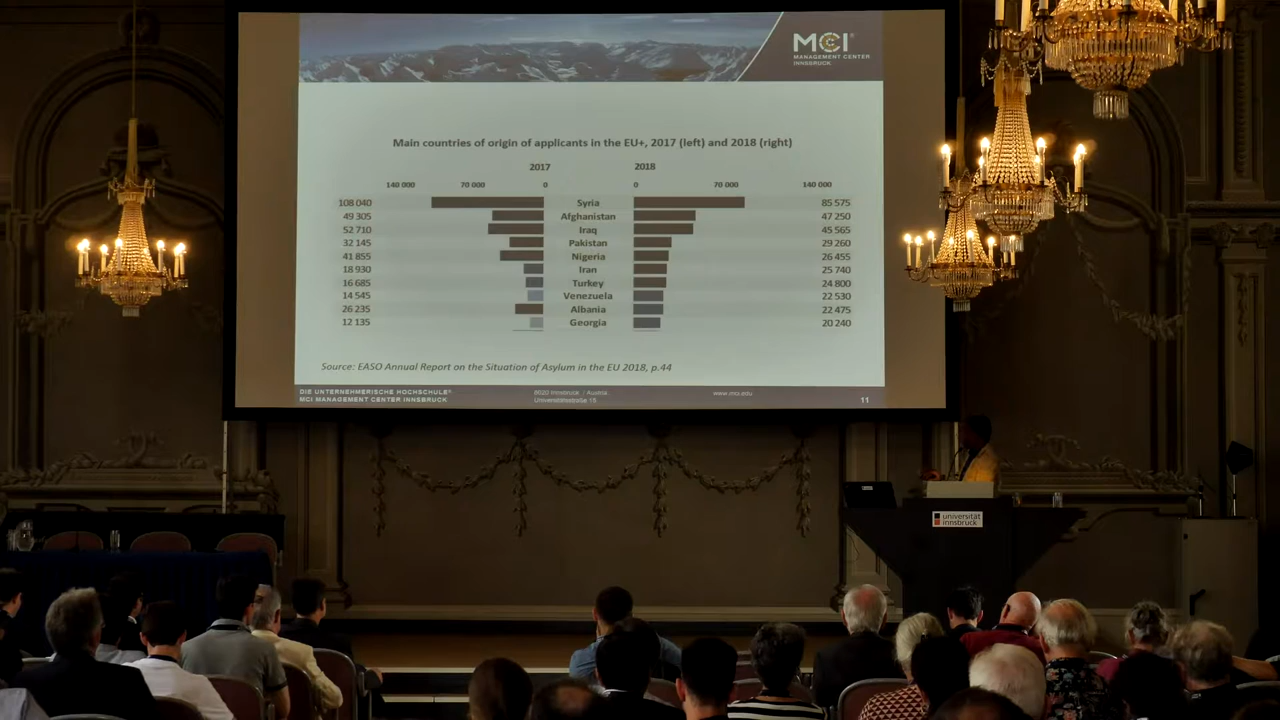 MCI
MANAGEMENT CENTER
INNSBRUCK
Main countries of origin of applicants in the EU+, 2017 (left) and 2018 (right)
2017 2018
140 000 70 000 0 0 70 000 140 000
108 040 Syria 85 575
49 305 Afghanistan 47 250
52 710 Iraq 45 565
32 145 Pakistan 29 260
41 855 Nigeria 26 455
18 930 Iran 25 740
16 685 Turkey 24 800
14 545 Venezuela 22 530
26 235 Albania 22 475
12 135 Georgia 20 240
Source: EASO Annual Report on the Situation of Asylum in the EU 2018, p.44
DIE UNTERNEHMERISCHE HOCHSCHULE® 6020 Innsbruck / Austria www.mci.edu
MCI MANAGEMENT CENTER INNSBRUCK Universitätsstraße 15 11
universität
innsbruck